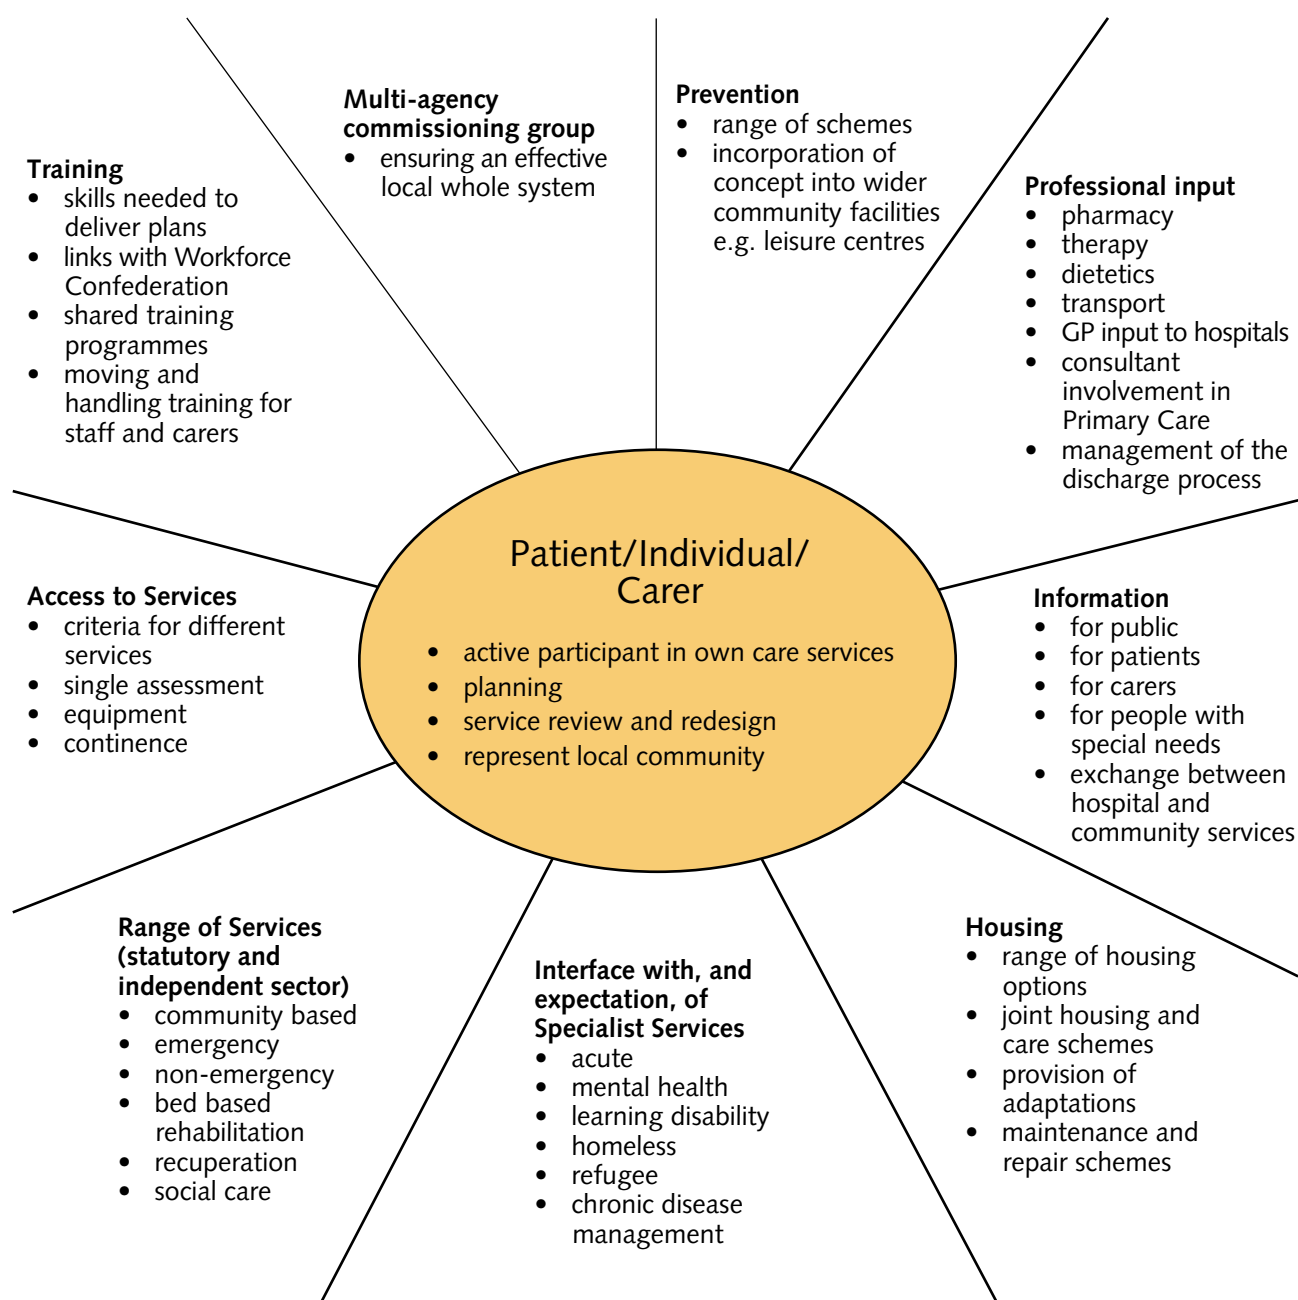 Multi-agency
commissioning group
• ensuring an effective
local whole system
Prevention
• range of schemes
• incorporation of
concept into wider
community facilities
e.g. leisure centres
Training
• skills needed to
deliver plans
• links with Workforce
Confederation
• shared training
programmes
• moving and
handling training for
staff and carers
Professional input
• pharmacy
• therapy
• dietetics
• transport
• GP input to hospitals
• consultant
involvement in
Primary Care
• management of the
discharge process
Patient/Individual/
Carer
• active participant in own care services
• planning
• service review and redesign
• represent local community
Access to Services
• criteria for different
services
• single assessment
• equipment
• continence
Information
• for public
• for patients
• for carers
• for people with
special needs
• exchange between
hospital and
community services
Range of Services
(statutory and
independent sector)
• community based
• emergency
• non-emergency
• bed based
rehabilitation
• recuperation
• social care
Interface with, and
expectation, of
Specialist Services
• acute
• mental health
• learning disability
• homeless
• refugee
• chronic disease
management
Housing
• range of housing
options
• joint housing and
care schemes
• provision of
adaptations
• maintenance and
repair schemes